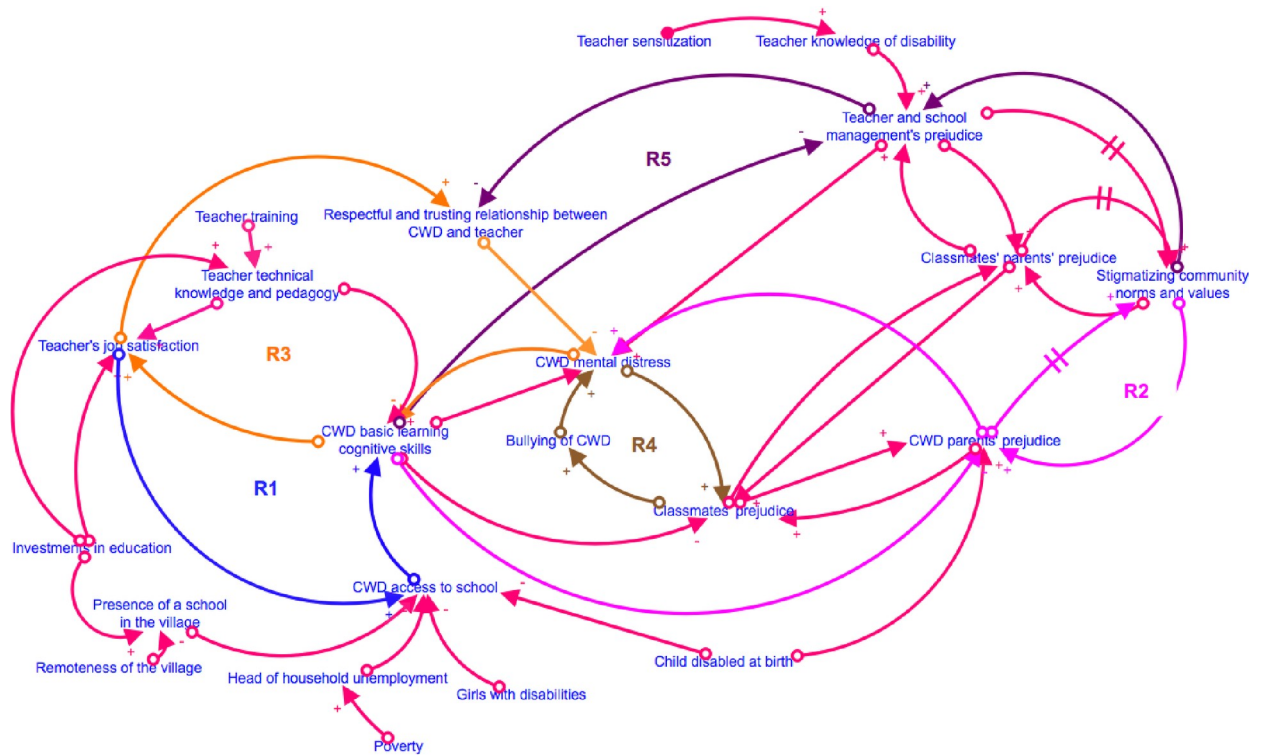 Teacher sensitization
Teacher knowledge of disability
Teacher and school
management's prejudice
R5
Respectful and trusting relationship between
CWD and teacher
Teacher training
Teacher technical
knowledge and pedagogy
Classmates' parents' prejudice
Stigmatizing community
norms and values
Teacher's job satisfaction
R3
CWD mental distress
R2
CWD basic learning
cognitive skills
Bullying of CWD
R4
CWD parents' prejudice
R1
Classmates' prejudice
Investments in education
CWD access to school
Presence of a school
in the village
Remoteness of the village
Head of household unemployment
Girls with disabilities
Child disabled at birth
Poverty